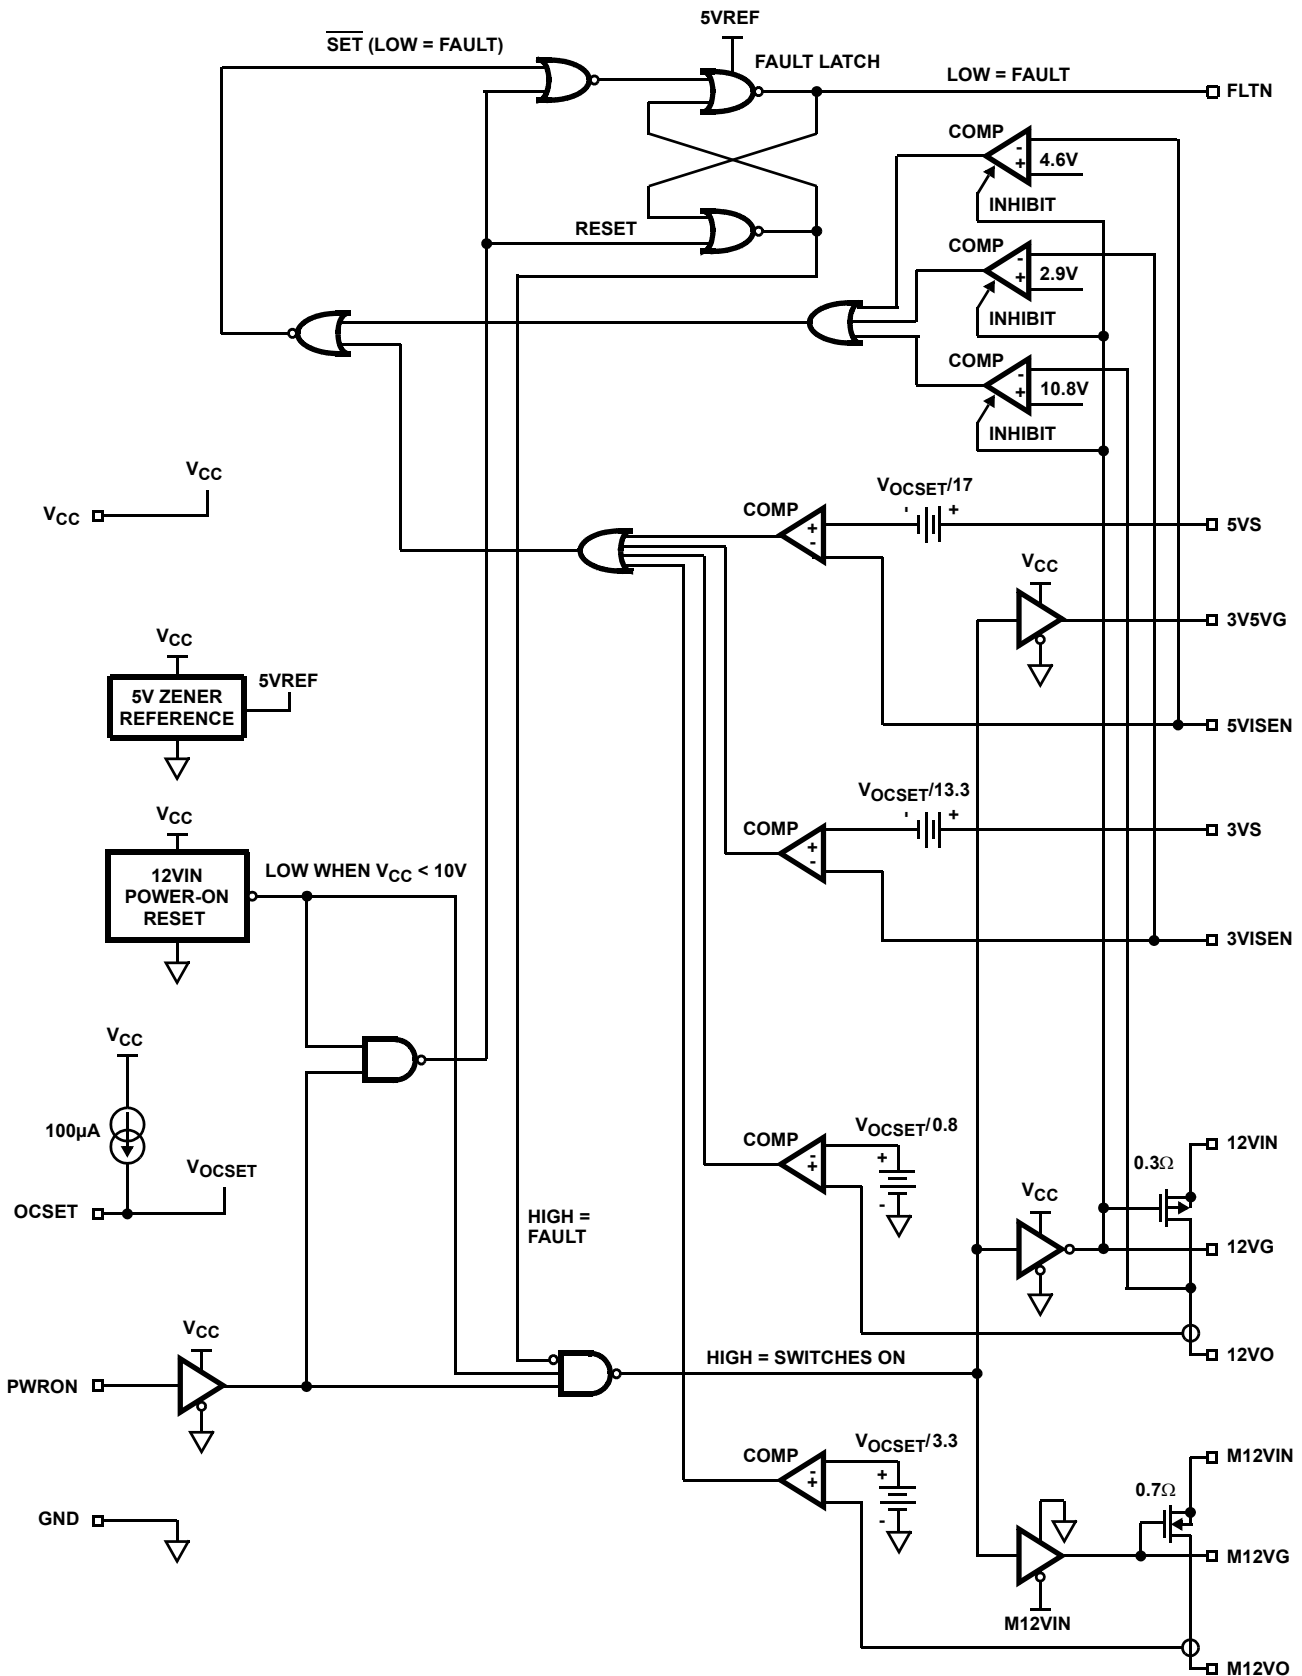 5VREF
SET (LOW = FAULT)
FAULT LATCH
LOW = FAULT
FLTN
COMP
-
+
4.6V
INHIBIT
RESET
COMP
-
+
2.9V
INHIBIT
COMP
-
+
10.8V
INHIBIT
VCC
VCC
VOCSET/17
- +
COMP
+
-
5VS
VCC
3V5VG
VCC
5VREF
5V ZENER
REFERENCE
5VISEN
VOCSET/13.3
- +
COMP
+
-
3VS
VCC
LOW WHEN VCC < 10V
12VIN
POWER-ON
RESET
3VISEN
VCC
100µA
VOCSET
OCSET
COMP
-
+
VOCSET/0.8
+
-
12VIN
0.3Ω
VCC
12VG
HIGH =
FAULT
12VO
VCC
PWRON
HIGH = SWITCHES ON
COMP
-
+
VOCSET/3.3
+
-
M12VIN
0.7Ω
GND
M12VG
M12VIN
M12VO